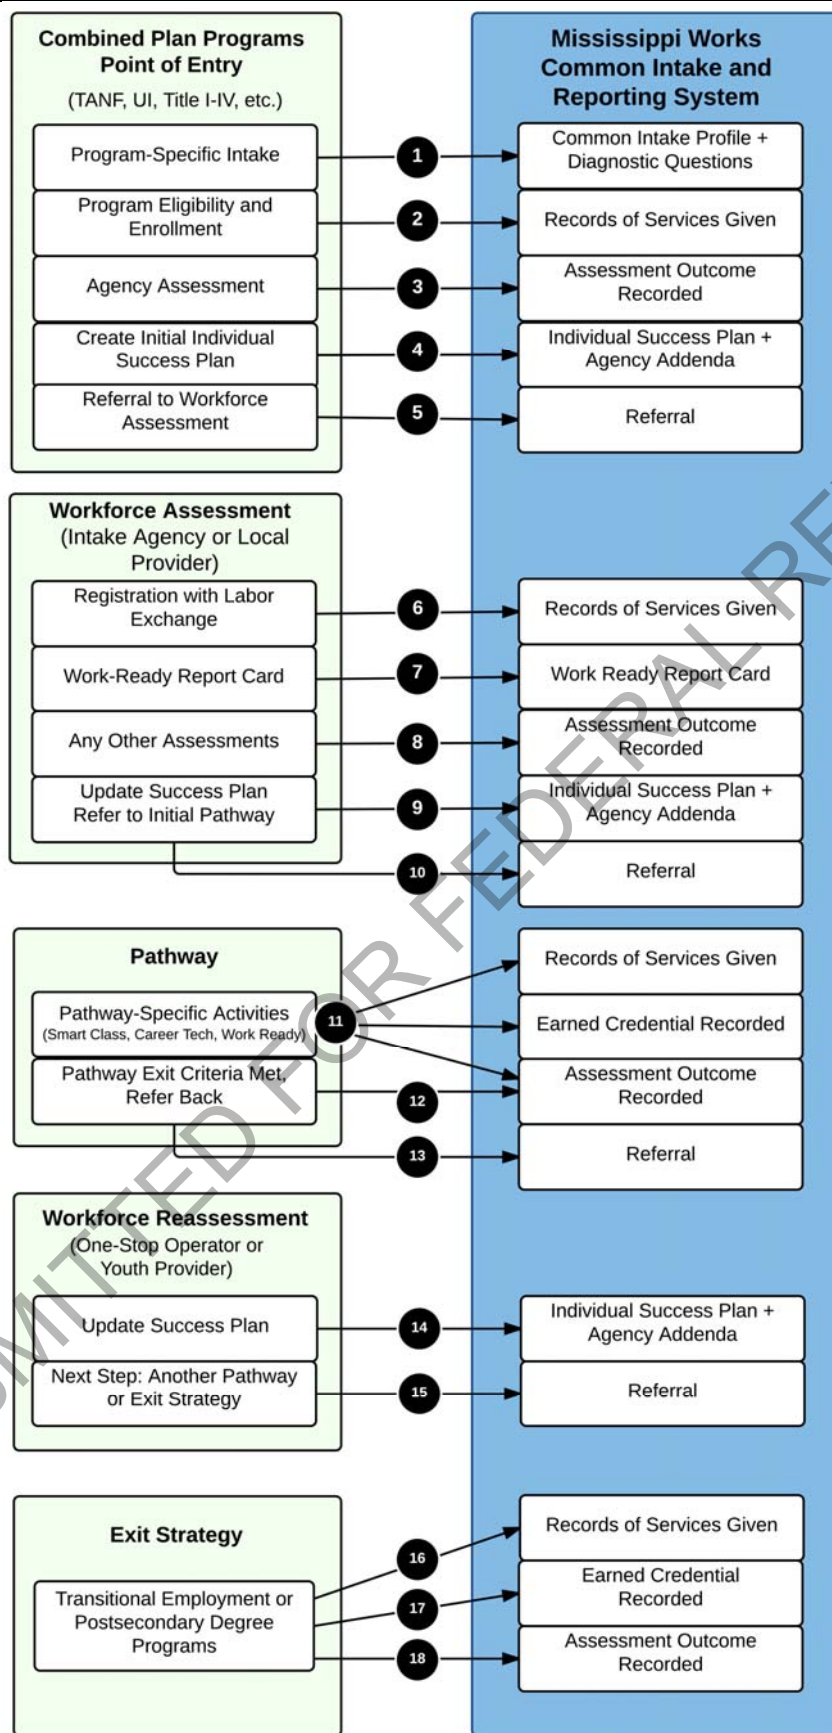 Combined Plan Programs
Point of Entry
(TANF, UI, Title I-IV, etc.)
Mississippi Works
Common Intake and
Reporting System
Program-Specific Intake
1
Common Intake Profile +
Diagnostic Questions
Program Eligibility and
Enrollment
2
Records of Services Given
Agency Assessment
3
Assessment Outcome
Recorded
Create Initial Individual
Success Plan
4
Individual Success Plan +
Agency Addenda
Referral to Workforce
Assessment
5
Referral
Workforce Assessment
(Intake Agency or Local
Provider)
Registration with Labor
Exchange
6
Records of Services Given
Work-Ready Report Card
7
Work Ready Report Card
Any Other Assessments
8
Assessment Outcome
Recorded
Update Success Plan
Refer to Initial Pathway
9
Individual Success Plan +
Agency Addenda
10
Referral
Pathway
Pathway-Specific Activities
(Smart Class, Career Tech, Work Ready)
11
Records of Services Given
Earned Credential Recorded
Pathway Exit Criteria Met,
Refer Back
12
Assessment Outcome
Recorded
13
Referral
Workforce Reassessment
(One-Stop Operator or
Youth Provider)
Update Success Plan
14
Individual Success Plan +
Agency Addenda
Next Step: Another Pathway
or Exit Strategy
15
Referral
Exit Strategy
Transitional Employment or
Postsecondary Degree
Programs
16
Records of Services Given
17
Earned Credential
Recorded
18
Assessment Outcome
Recorded
FOR FEDERAL